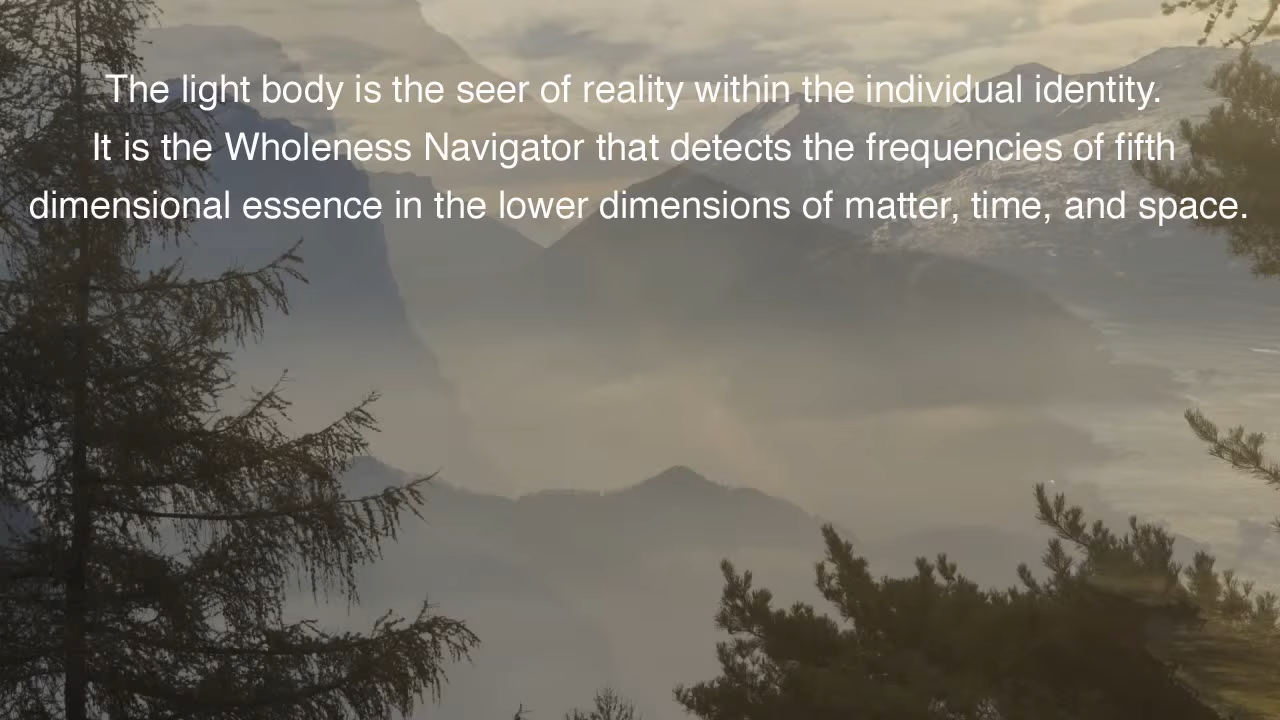 The light body is the seer of reality within the individual identity.
It is the Wholeness Navigator that detects the frequencies of fifth
dimensional essence in the lower dimensions of matter, time, and space.